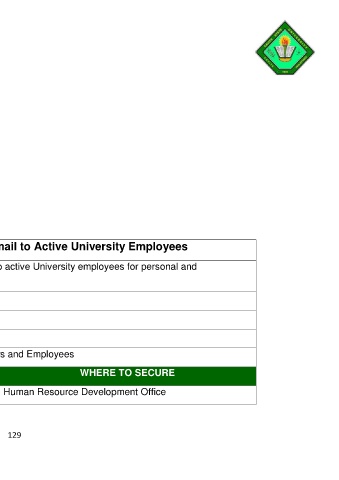 to Active University Employees
active University employees for personal and
and Employees
WHERE TO SECURE
Human Resource Development Office
129